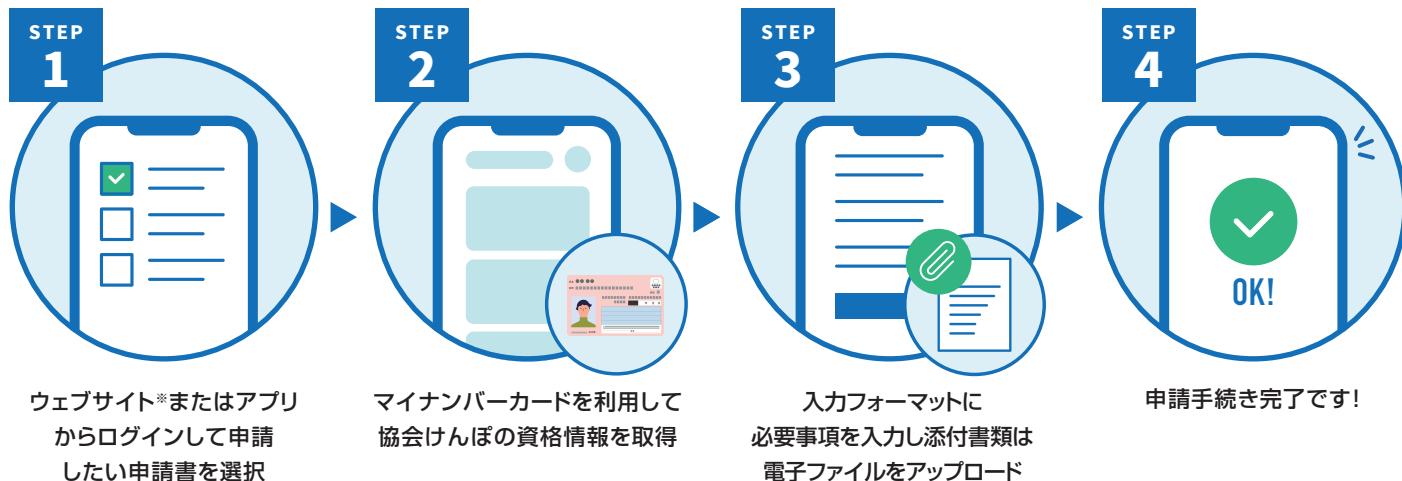 STEP
1
ウェブサイト※またはアプリ
からログインして申請
したい申請書を選択
STEP
2
マイナンバーカードを利用して
協会けんぽの資格情報を取得
STEP
3
入力フォーマットに
必要事項を入力し添付書類は
電子ファイルをアップロード
STEP
4
OK!
申請手続き完了です!